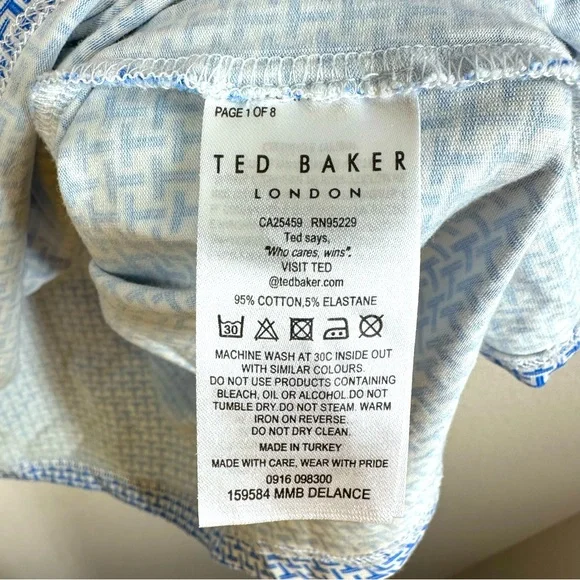 PAGE 1 OF 8
TED BAKER
LONDON
CA25459 RN95229
Ted says,
"Who cares, wins".
VISIT TED
@tedbaker.com
95% COTTON,5% ELASTANE
30
MACHINE WASH AT 30C INSIDE OUT
WITH SIMILAR COLOURS.
DO NOT USE PRODUCTS CONTAINING
BLEACH, OIL OR ALCOHOL.DO NOT
TUMBLE DRY.DO NOT STEAM. WARM
IRON ON REVERSE.
DO NOT DRY CLEAN.
MADE IN TURKEY
MADE WITH CARE, WEAR WITH PRIDE
0916 098300
159584 MMB DELANCE